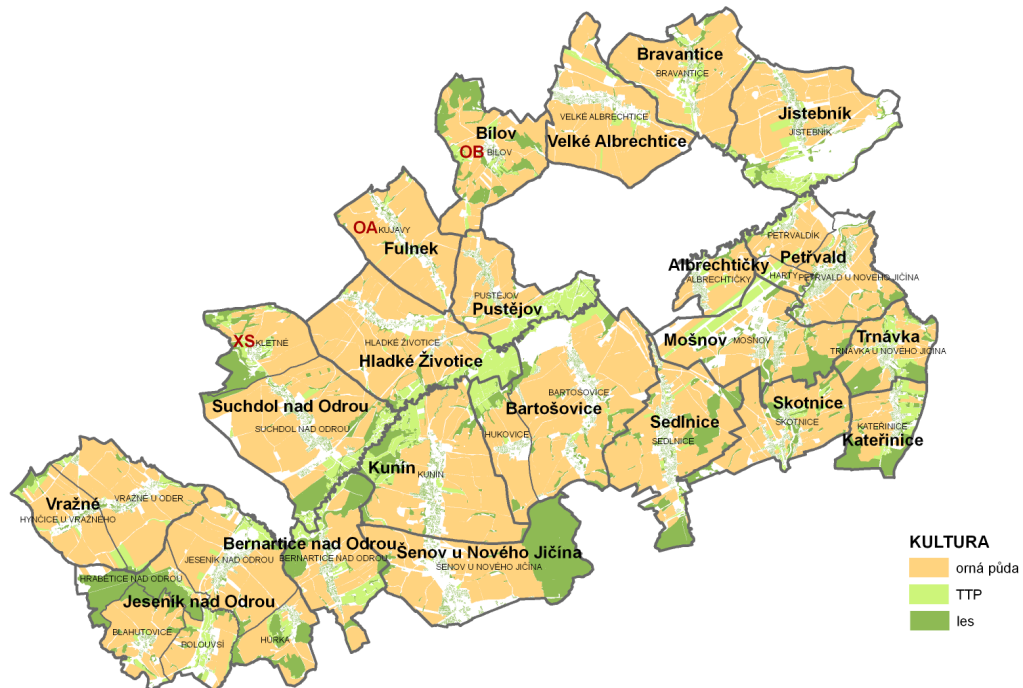 Bravantice
BRAVANTICE
Jistebník
JISTEBNÍK
VELKÉ ALBRECHTICE
Velké Albrechtice
Bílov
OB BÍLOV
OA KUJAVY
Fulnek
PETŘVALDÍK
Petřvald
HARTY
PETŘVALD U NOVÉHO JIČÍNA
Albrechtičky
ALBRECHTIČKY
PUSTĚJOV
Pustějov
XS KLETNÉ
HLADKÉ ŽIVOTICE
Hladké Životice
Mošnov
MOŠNOV
Trnávka
TRNÁVKA U NOVÉHO JIČÍNA
Suchdol nad Odrou
SUCHDOL NAD ODROU
BARTOŠOVICE
Bartošovice
HUKOVICE
Sedlnice
SEDLNICE
Skotnice
SKOTNICE
KATEŘINICE
Kateřinice
Kunín
KUNÍN
Vražné
VRAŽNÉ U ODER
HYNČICE U VRAŽNÉHO
Bernartice nad Odrou
BERNARTICE NAD ODROU
Šenov u Nového Jičína
ŠENOV U NOVÉHO JIČÍNA
JESENÍK NAD ODROU
HRABĚTICE NAD ODROU
Jeseník nad Odrou
BLAHUTOVICE
POLOUVSÍ
HŮRKA
KULTURA
orná půda
TTP
les